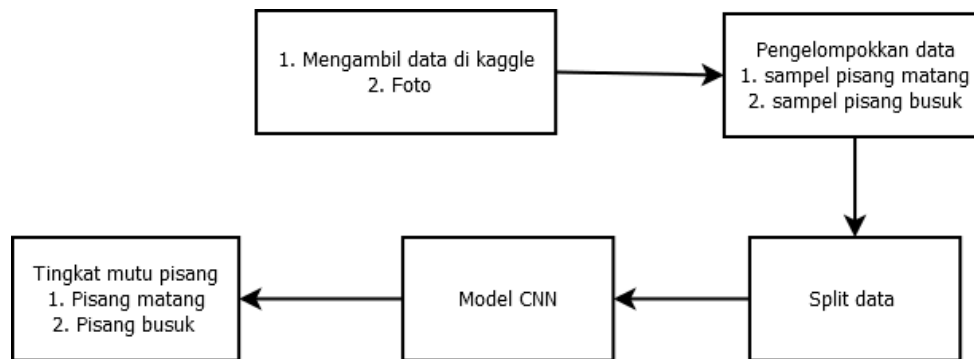 1. Mengambil data di kaggle
2. Foto
Pengelompokkan data
1. sampel pisang matang
2. sampel pisang busuk
Split data
Model CNN
Tingkat mutu pisang
1. Pisang matang
2. Pisang busuk